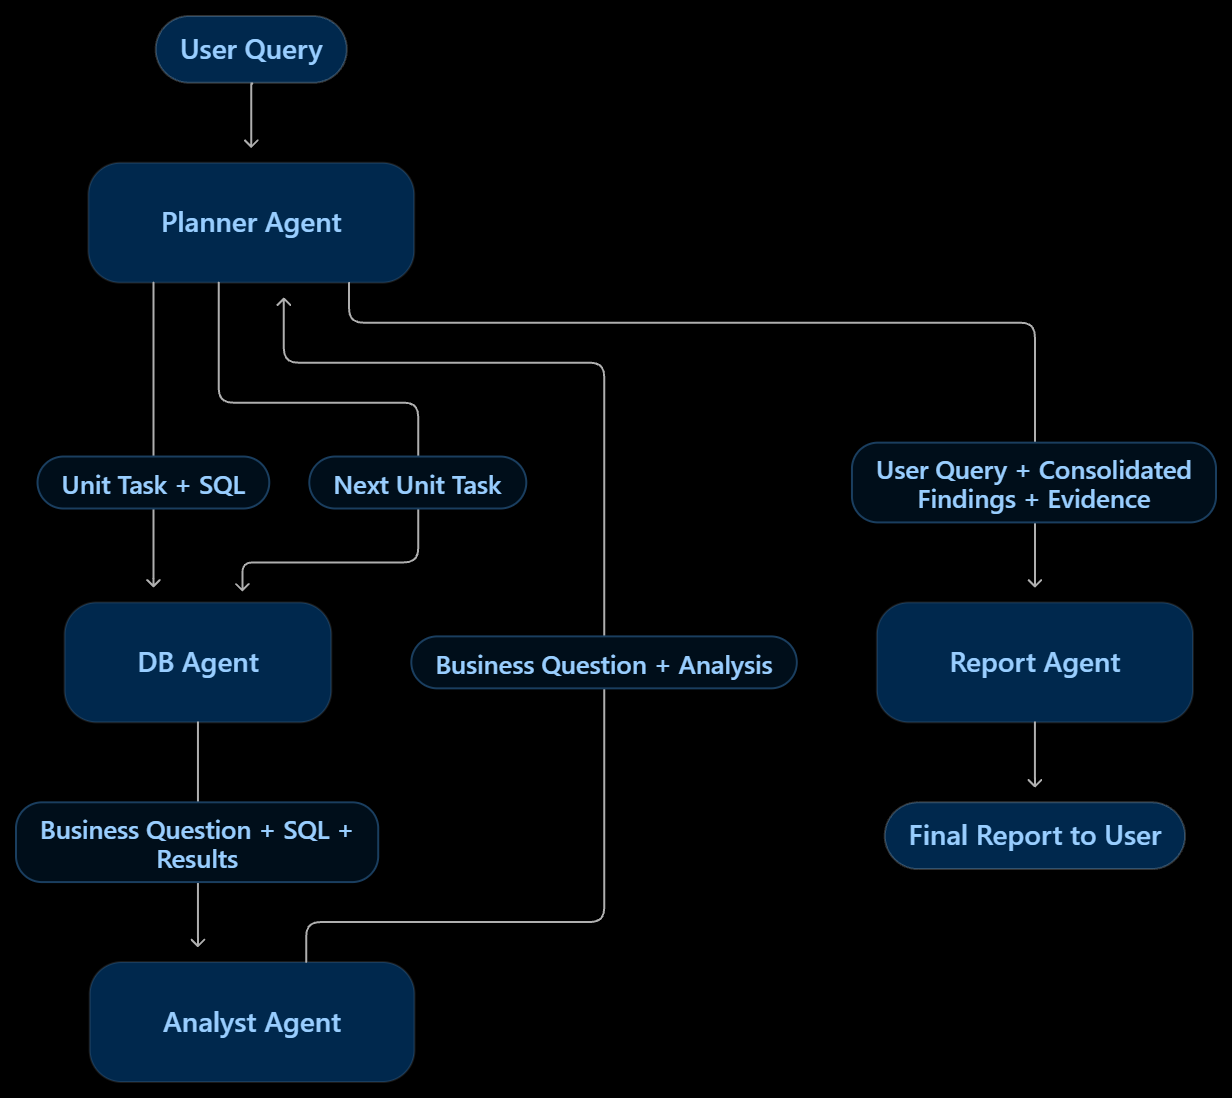 User Query
Planner Agent
Unit Task + SQL
Next Unit Task
User Query + Consolidated
Findings + Evidence
DB Agent
Business Question + Analysis
Report Agent
Business Question + SQL +
Results
Final Report to User
Analyst Agent